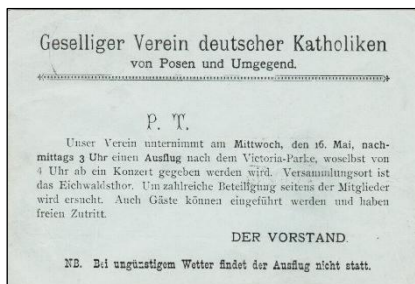 Geselliger Verein deutscher Katholiken
von Posen und Umgegend.
P. T.
Unser Verein unternimmt am Mittwoch, den 16. Mai, nach-
mittags 3 Uhr einen Ausflug nach dem Victoria-Parke, woselbst von
4 Uhr ab ein Konzert gegeben werden wird. Versammlungsort ist
das Eichwaldsthor. Um zahlreiche Beteiligung seitens der Mitglieder
wird ersucht. Auch Gäste können eingeführt werden und haben
freien Zutritt.
DER VORSTAND.
NB. Bei ungünstigem Wetter findet der Ausflug nicht statt.